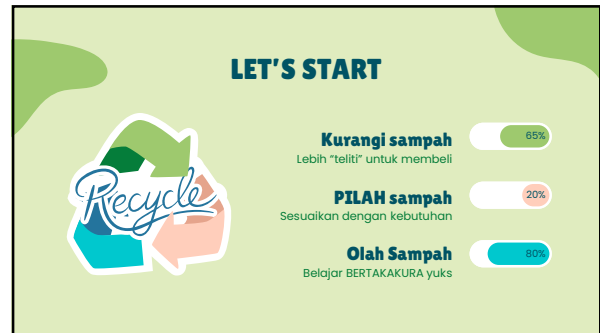 LET'S START
Recycle
Kurangi sampah
Lebih “teliti” untuk membeli
65%
PILAH sampah
Sesuaikan dengan kebutuhan
20%
Olah Sampah
Belajar BERTAKAKURA yuks
80%